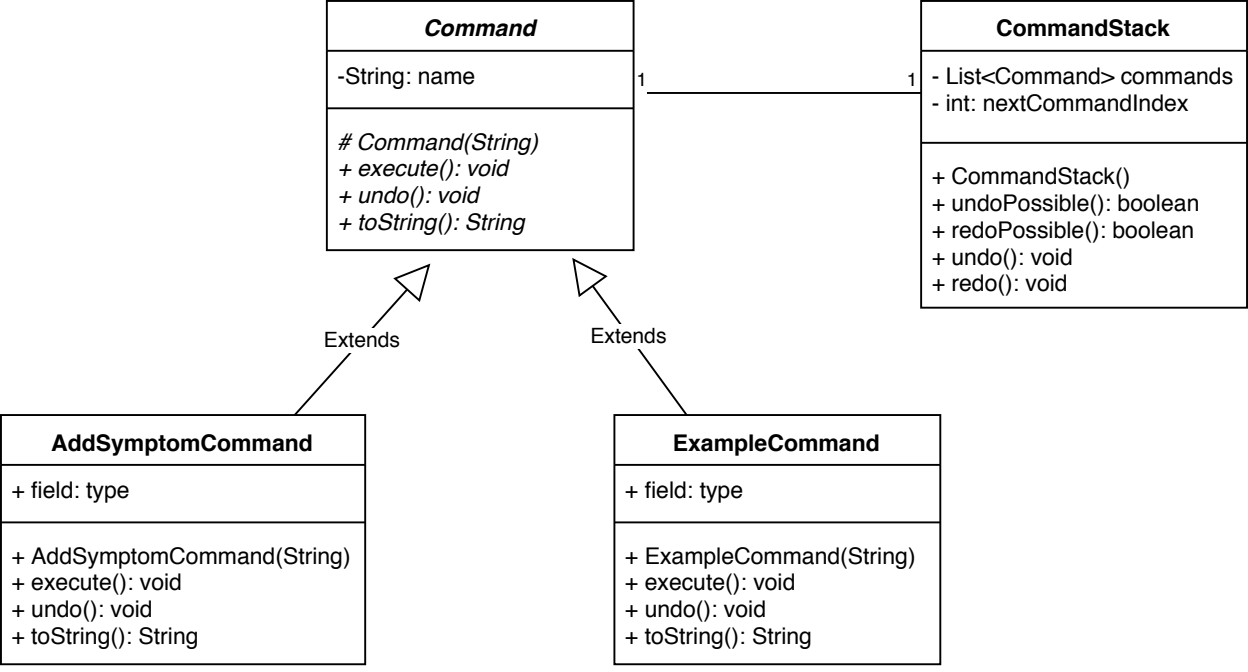 Command
-String: name
# Command(String)
+ execute(): void
+ undo(): void
+ toString(): String
1
1
CommandStack
- List<Command> commands
- int: nextCommandIndex
+ CommandStack()
+ undoPossible(): boolean
+ redoPossible(): boolean
+ undo(): void
+ redo(): void
Extends
Extends
AddSymptomCommand
+ field: type
+ AddSymptomCommand(String)
+ execute(): void
+ undo(): void
+ toString(): String
ExampleCommand
+ field: type
+ ExampleCommand(String)
+ execute(): void
+ undo(): void
+ toString(): String